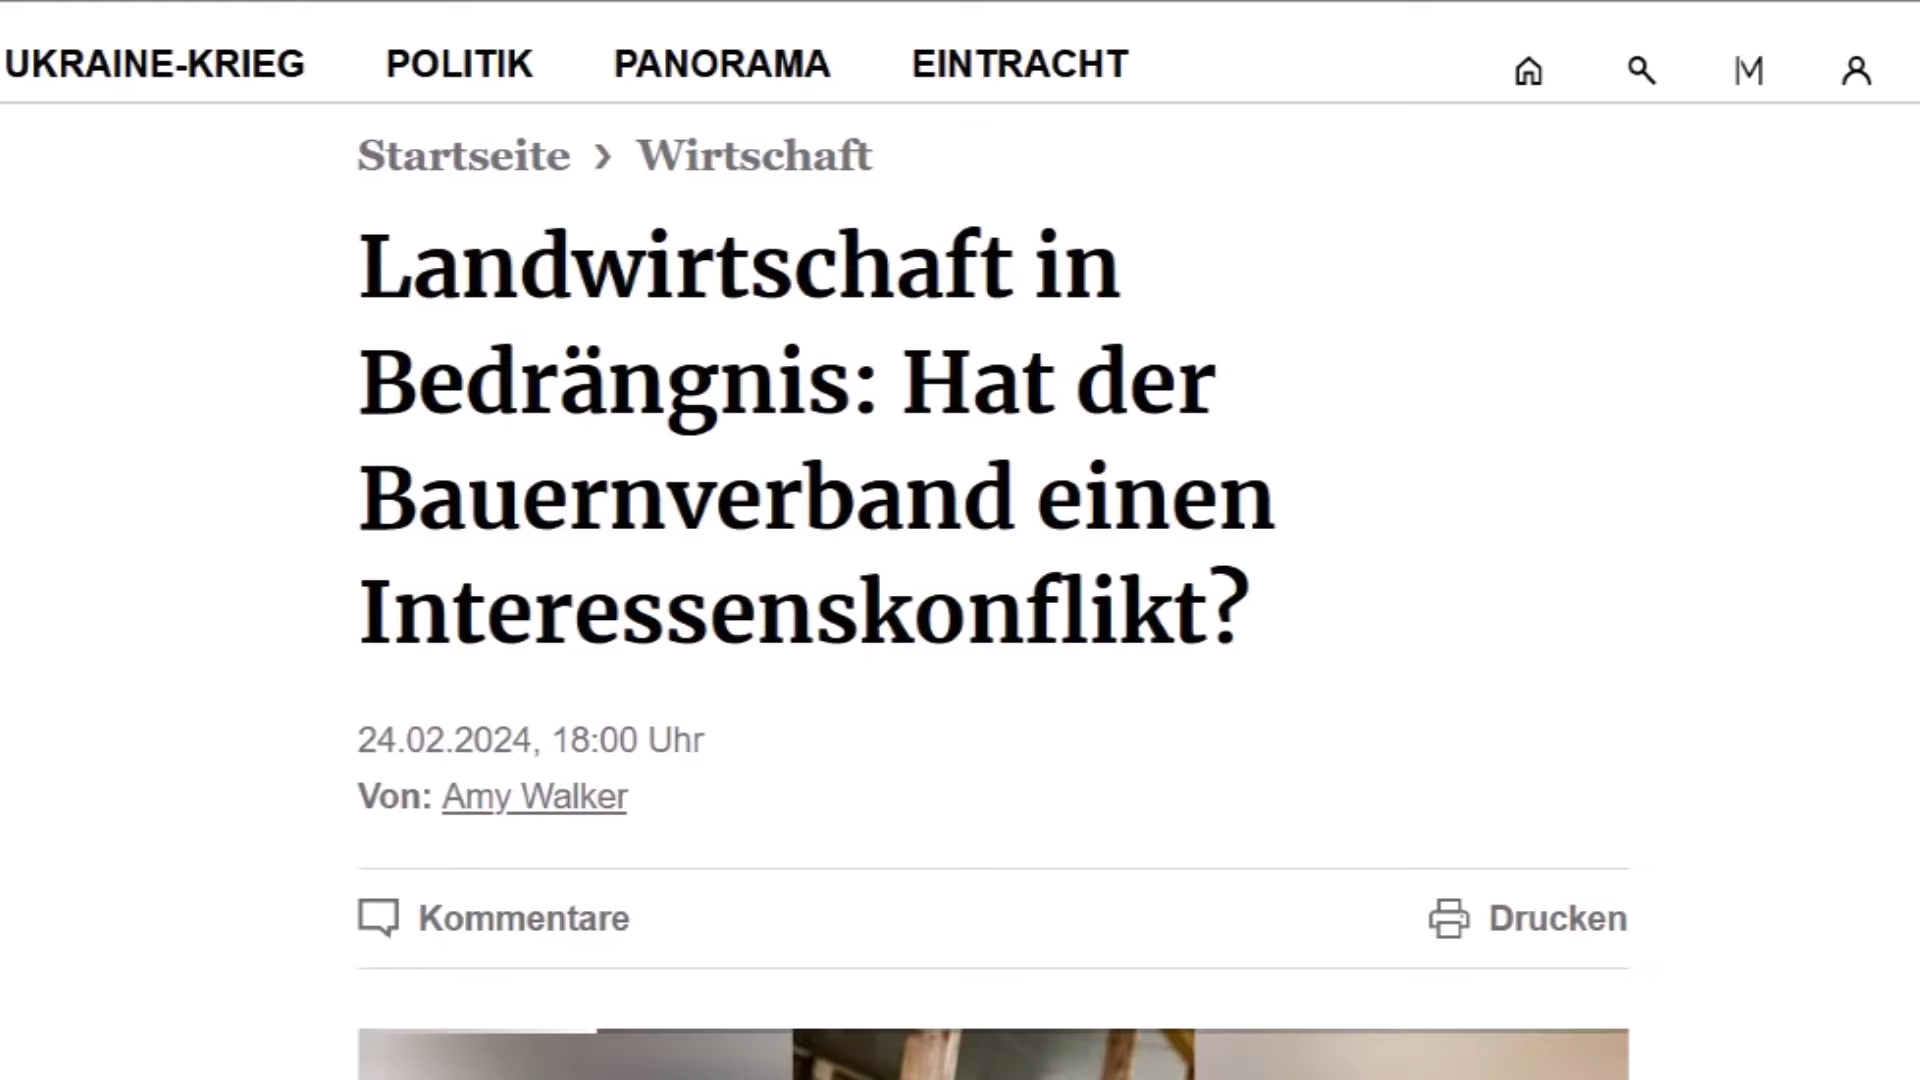 UKRAINE-KRIEG POLITIK PANORAMA EINTRACHT
Startseite › Wirtschaft
Landwirtschaft in
Bedrängnis: Hat der
Bauernverband einen
Interessenskonflikt?
24.02.2024, 18:00 Uhr
Von: Amy Walker
Kommentare Drucken